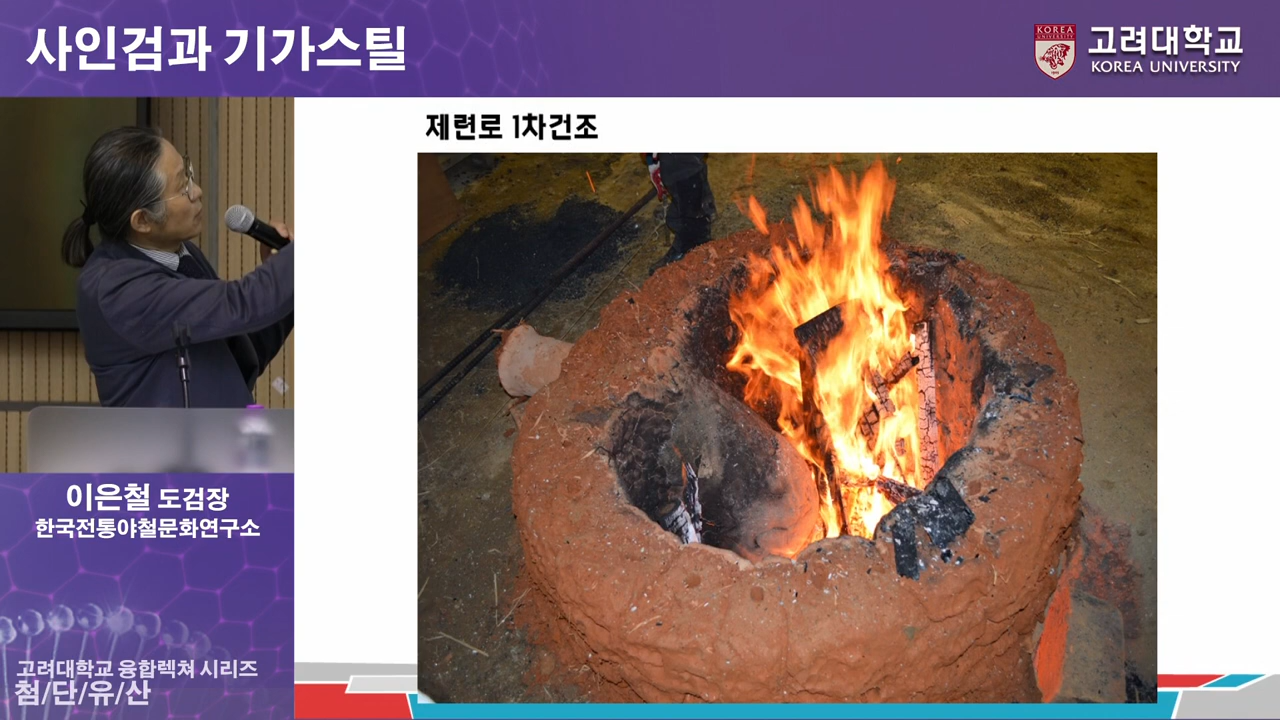 사인검과 기가스틸
KOREA
UNIVERSITY
고려대학교
KOREA UNIVERSITY
제련로 1차건조
이은철 도검장
한국전통야철문화연구소
고려대학교 융합렉쳐 시리즈
첨/단/유/산